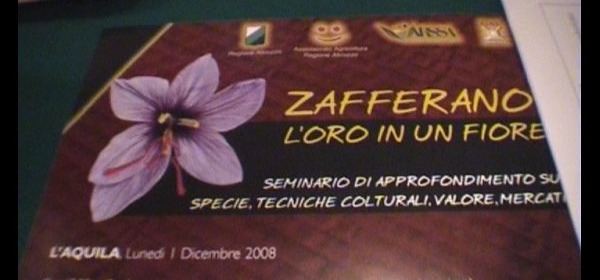 Regione Abruzzo
Assessorato Agricoltura
Regione Abruzzo
ARSSA
ZAFFERANO
L'ORO IN UN FIORE
SEMINARIO DI APPROFONDIMENTO SU
SPECIE, TECNICHE COLTURALI, VALORE, MERCATI
L'AQUILA, Lunedì 1 Dicembre 2008